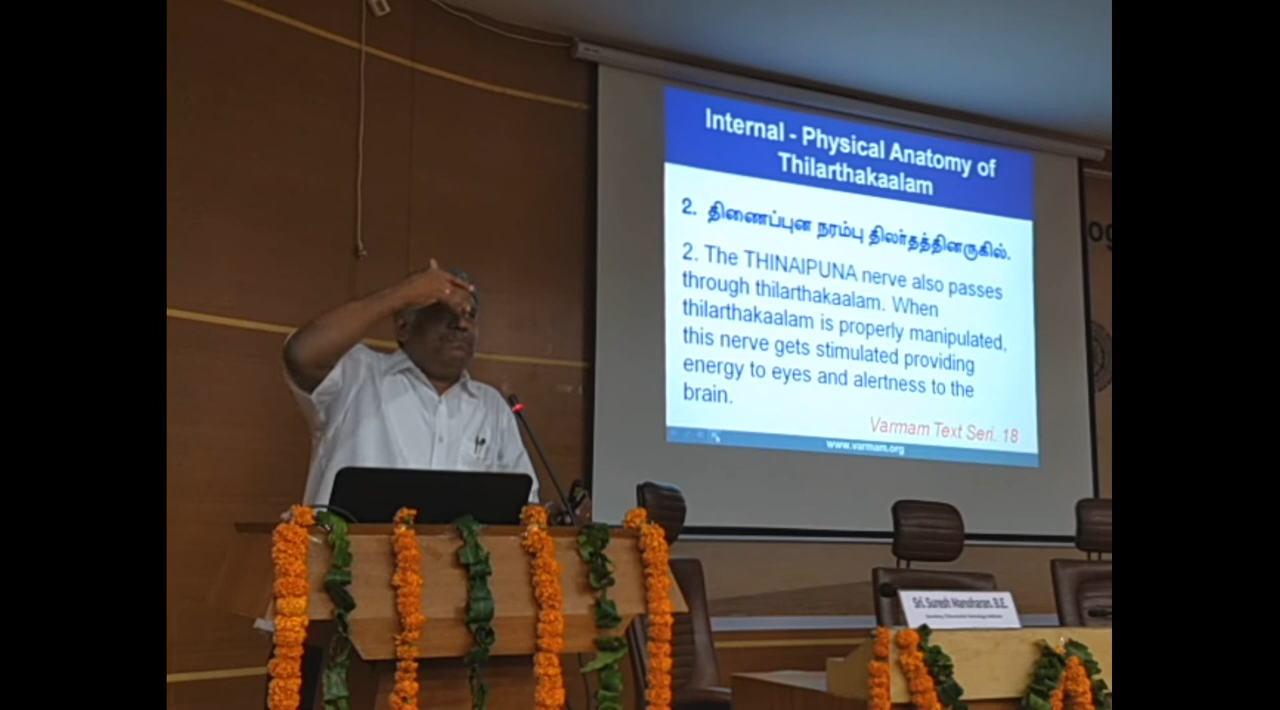 Internal - Physical Anatomy of
Thilarthakaalam
2. திணைப்புன நரம்பு திலர்தத்தினருகில்.
2. The THINAIPUNA nerve also passes
through thilarthakaalam. When
thilarthakaalam is properly manipulated,
this nerve gets stimulated providing
energy to eyes and alertness to the
brain.
Varmam Text Seri. 18
www.varmam.org
Sri. Suresh Manoharan. B.E.